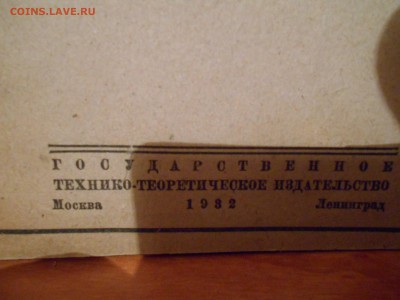 COINS.LAVE.RU
ГОСУДАРСТВЕННОЕ
ТЕХНИКО-ТЕОРЕТИЧЕСКОЕ ИЗДАТЕЛЬСТВО
Москва 1932 Ленинград